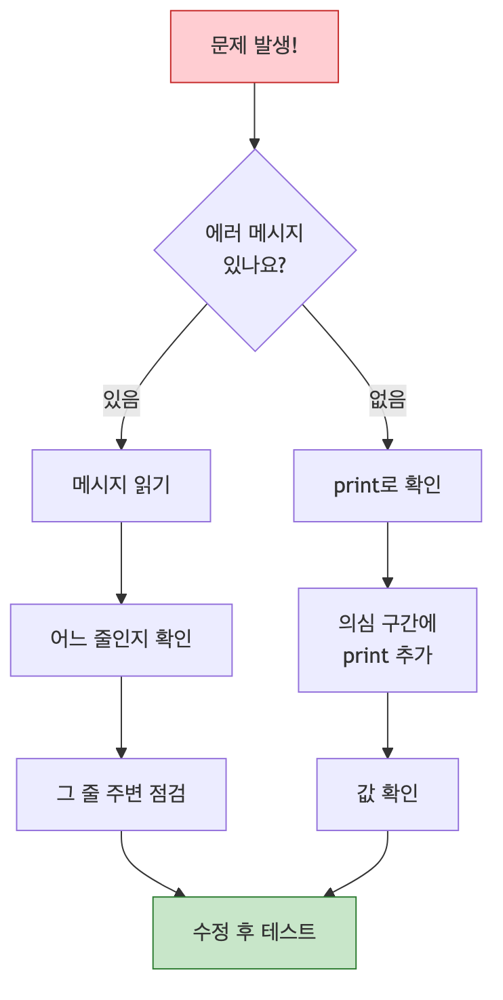 문제 발생!
에러 메시지
있나요?
있음
없음
메시지 읽기
print로 확인
어느 줄인지 확인
의심 구간에
print 추가
그 줄 주변 점검
값 확인
수정 후 테스트